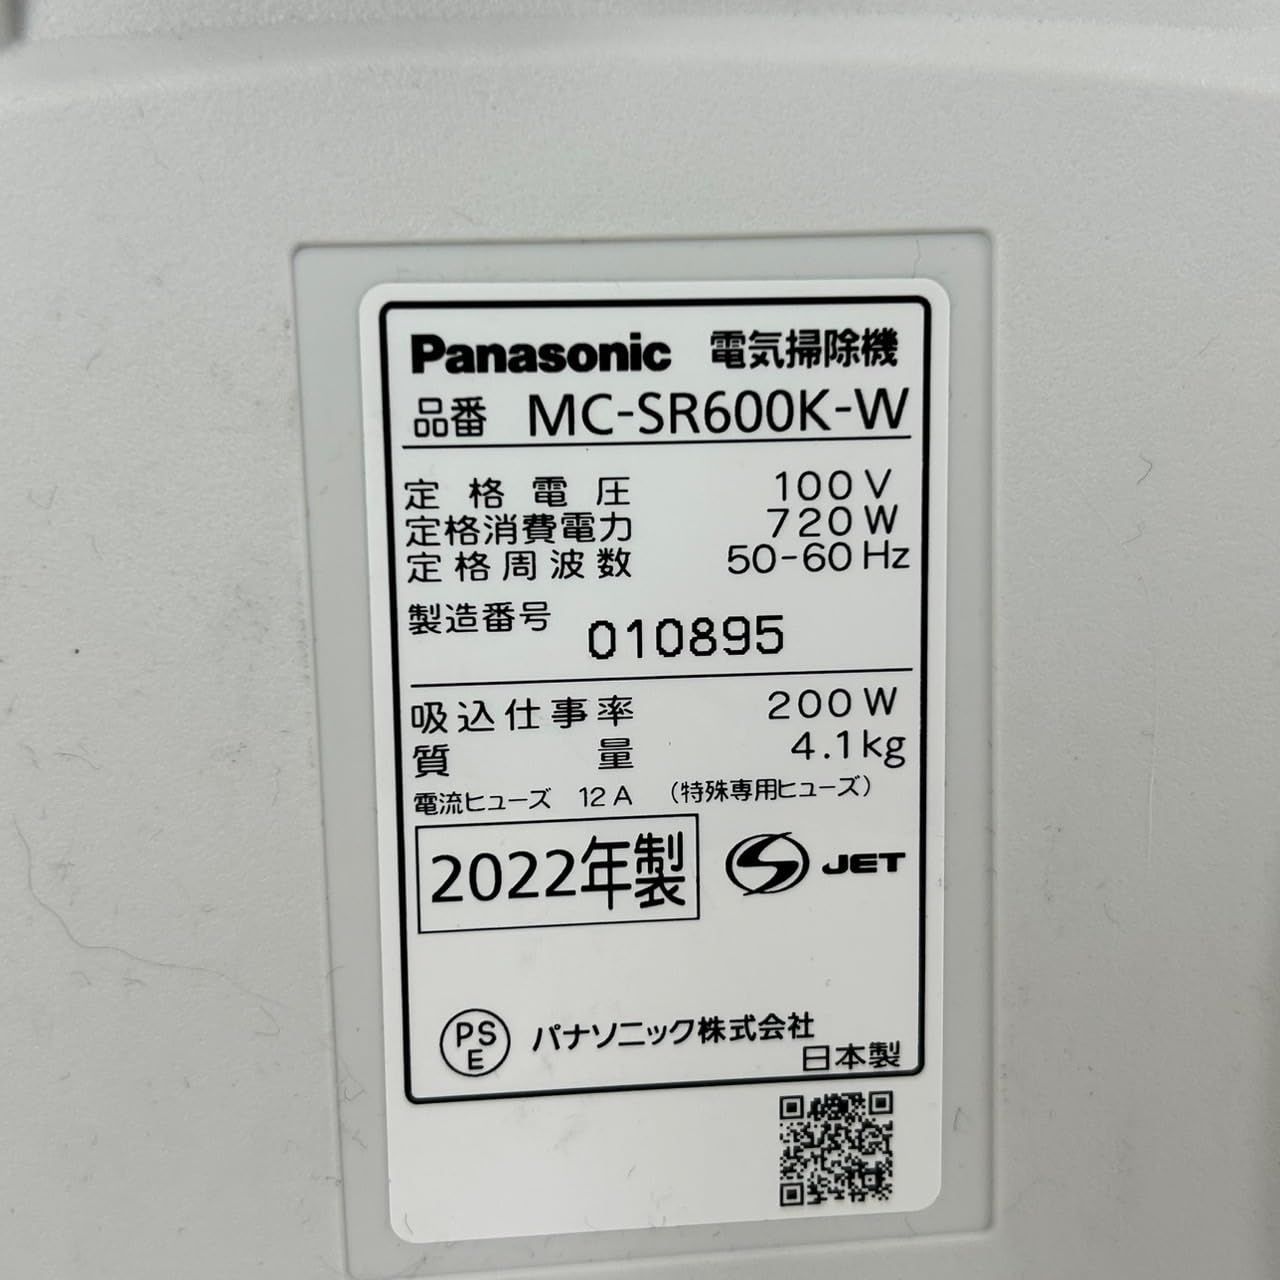 Panasonic 電気掃除機
品番 MC-SR600K-W
定格電圧 100V
定格消費電力 720W
定格周波数 50-60Hz
製造番号 010895
吸込仕事率 200W
質量 4.1kg
電流ヒューズ 12A (特殊専用ヒューズ)
2022年製 S JET
PSE パナソニック株式会社
日本製